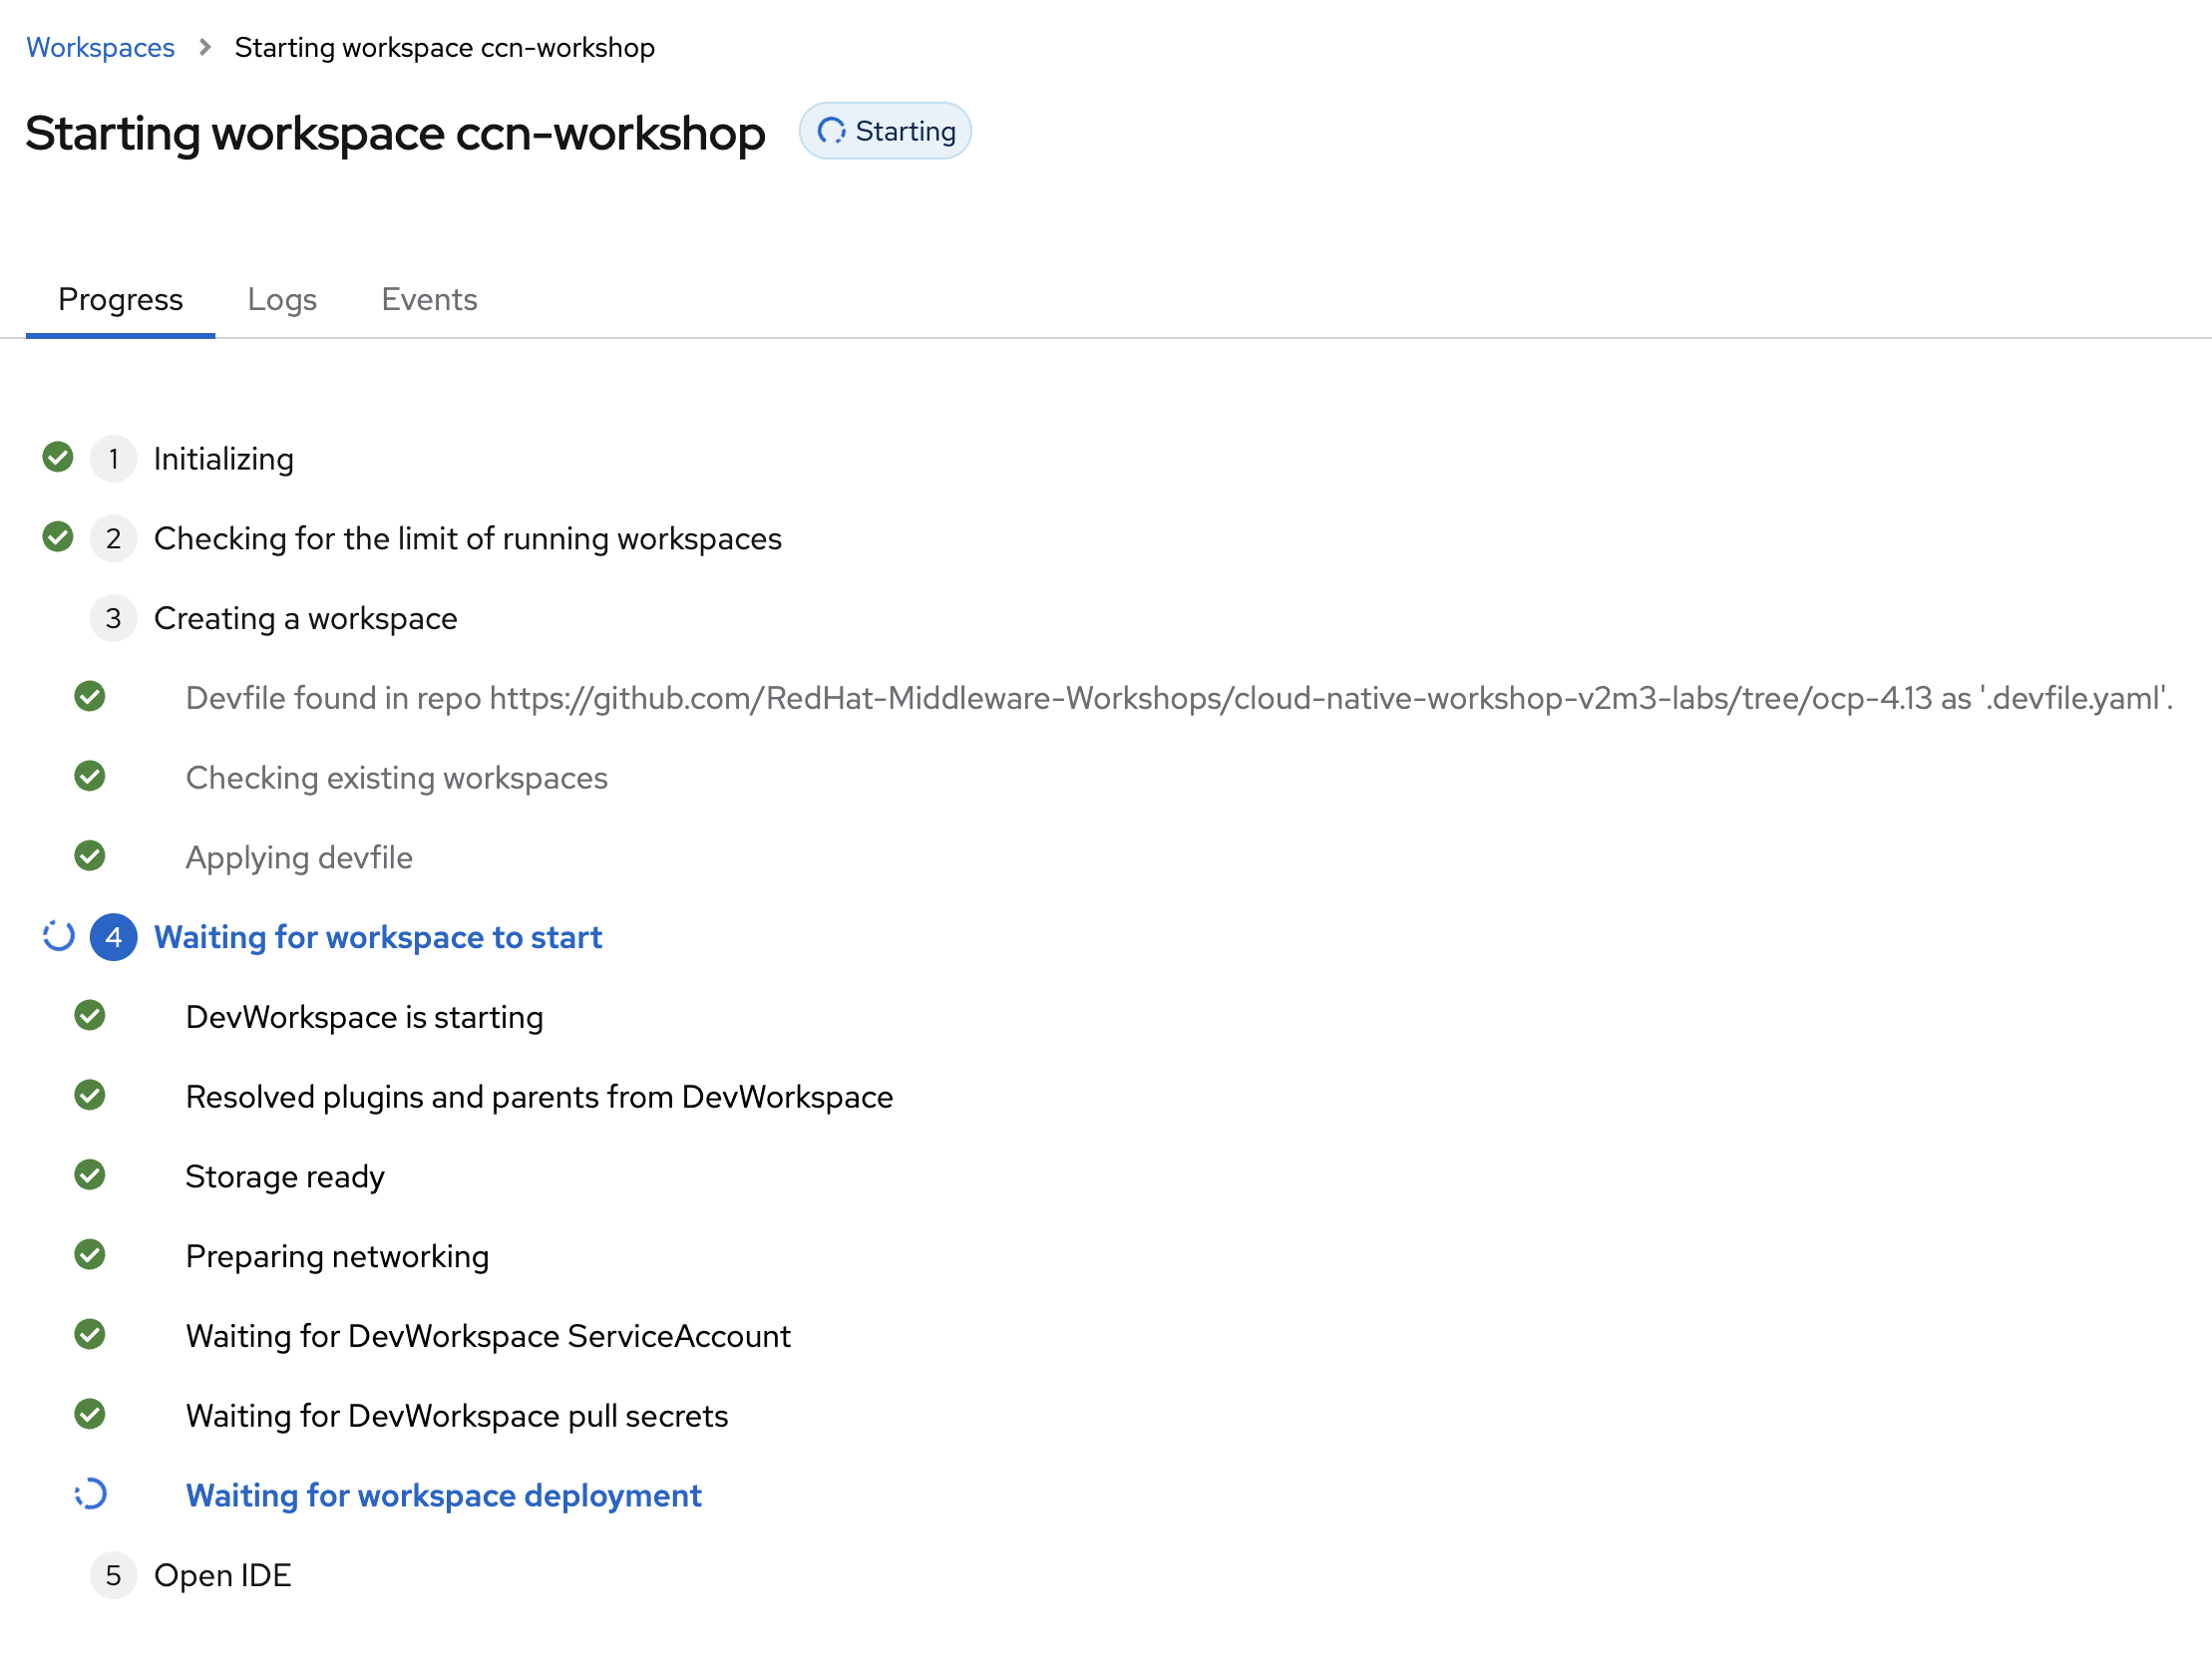 Workspaces > Starting workspace ccn-workshop
Starting workspace ccn-workshop Starting
Progress Logs Events
1 Initializing
2 Checking for the limit of running workspaces
3 Creating a workspace
Devfile found in repo https://github.com/RedHat-Middleware-Workshops/cloud-native-workshop-v2m3-labs/tree/ocp-4.13 as '.devfile.yaml'.
Checking existing workspaces
Applying devfile
4 Waiting for workspace to start
DevWorkspace is starting
Resolved plugins and parents from DevWorkspace
Storage ready
Preparing networking
Waiting for DevWorkspace ServiceAccount
Waiting for DevWorkspace pull secrets
Waiting for workspace deployment
5 Open IDE